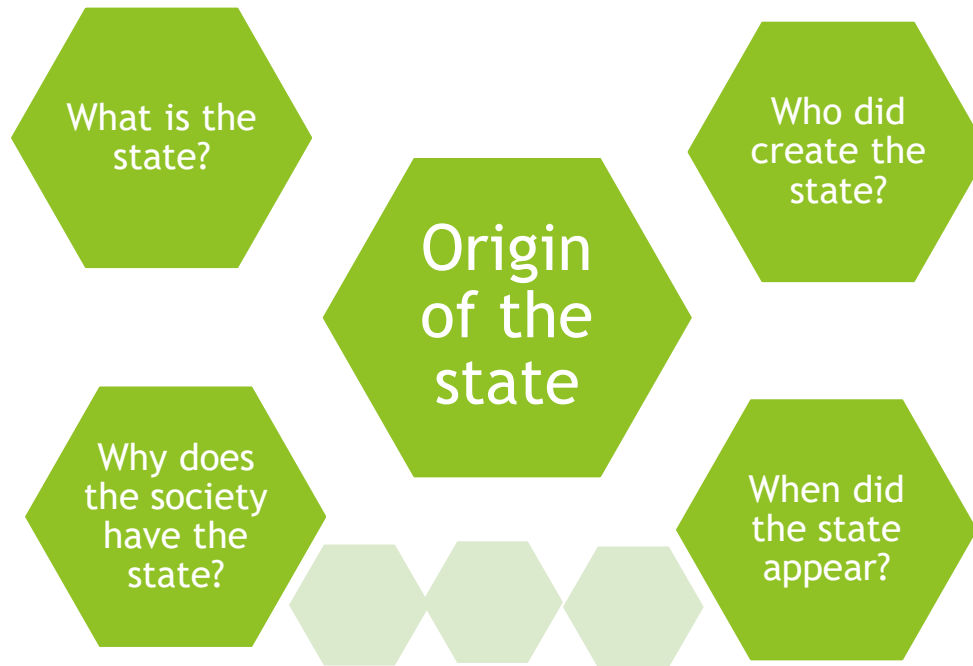 What is the
state?
Who did
create the
state?
Origin
of the
state
Why does
the society
have the
state?
When did
the state
appear?